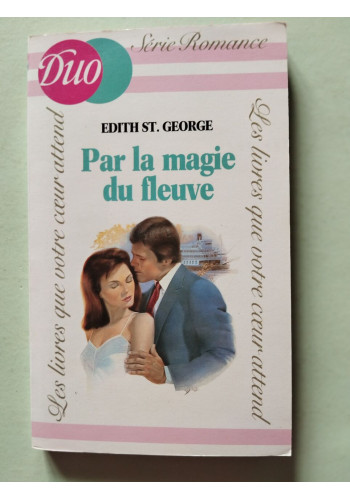 Duo
Série Romance
EDITH ST. GEORGE
Par la magie
du fleuve
Les livres que votre cœur attend
Les livres que votre cœur attend